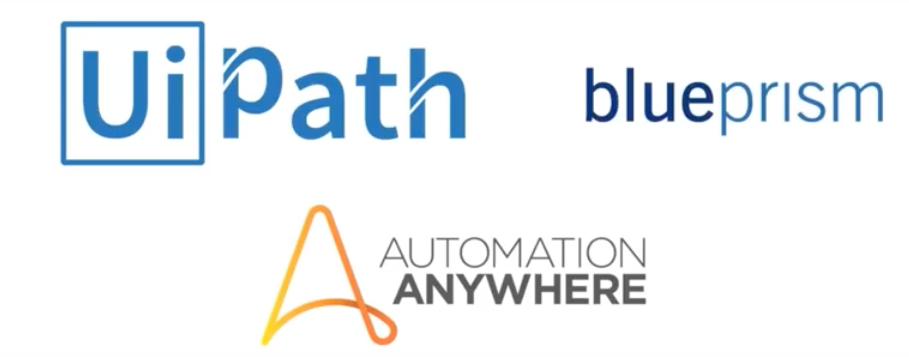 UiPath
blueprism
AUTOMATION
ANYWHERE